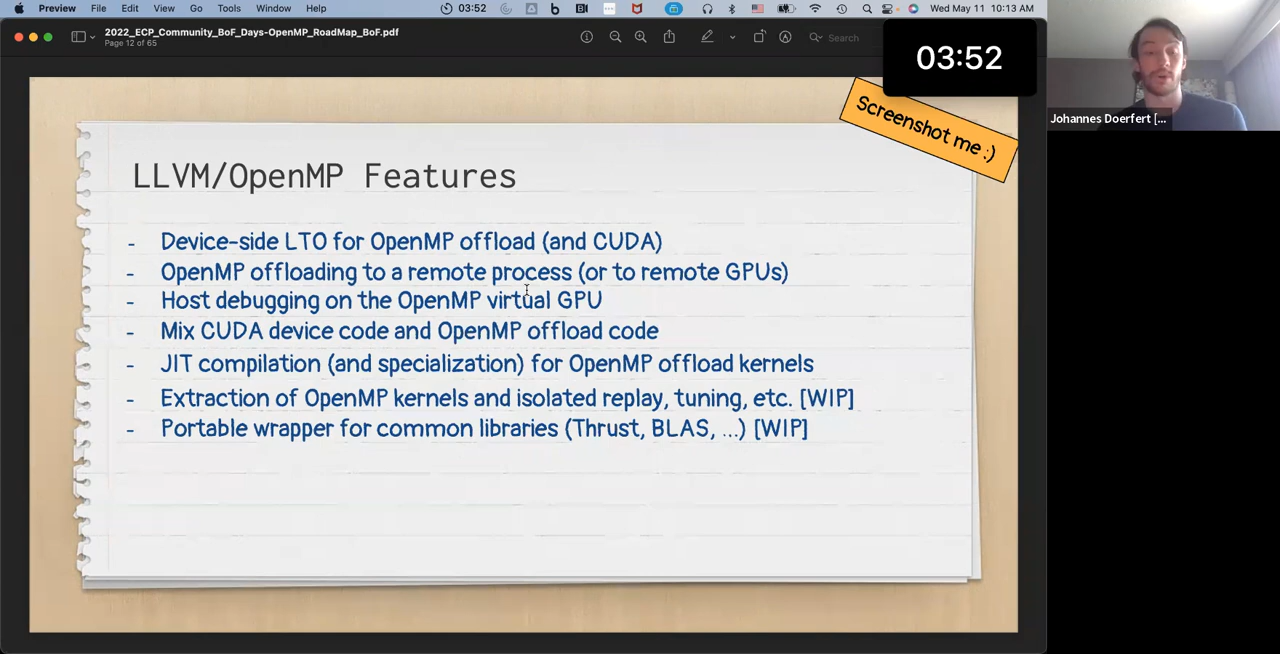 Preview File Edit View Go Tools Window Help 03:52 Wed May 11 10:13 AM
2022_ECP_Community_BoF_Days-OpenMP_RoadMap_BoF.pdf
Page 12 of 65
Search
03:52
Johannes Doerfert [...
Screenshot me :)
LLVM/OpenMP Features
- Device-side LTO for OpenMP offload (and CUDA)
- OpenMP offloading to a remote process (or to remote GPUs)
- Host debugging on the OpenMP virtual GPU
- Mix CUDA device code and OpenMP offload code
- JIT compilation (and specialization) for OpenMP offload kernels
- Extraction of OpenMP kernels and isolated replay, tuning, etc. [WIP]
- Portable wrapper for common libraries (Thrust, BLAS, ...) [WIP]